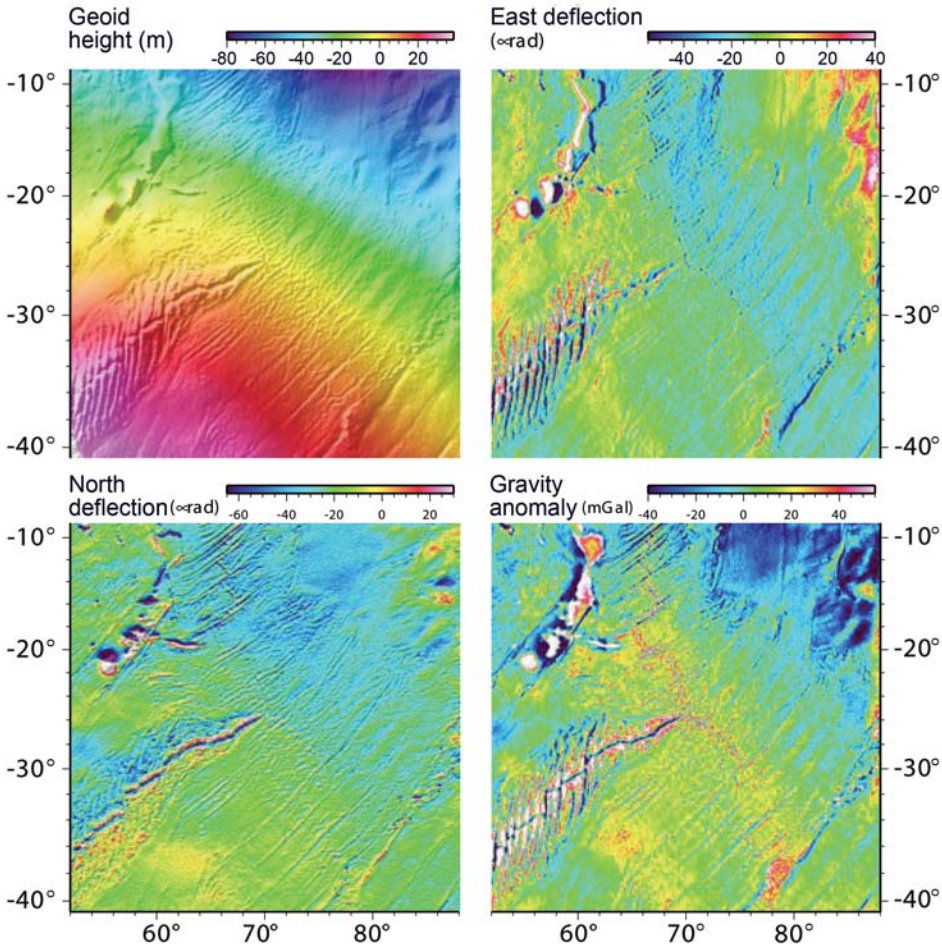 Geoid
height (m)
-80 -60 -40 -20 0 20
East deflection
(∝rad)
-40 -20 0 20 40
-10°
-20°
-30°
-40°
-10°
-20°
-30°
-40°
North
deflection (∝rad)
-60 -40 -20 0 20
Gravity
anomaly (mGal)
-40 -20 0 20 40
-10°
-20°
-30°
-40°
-10°
-20°
-30°
-40°
60° 70° 80°
60° 70° 80°